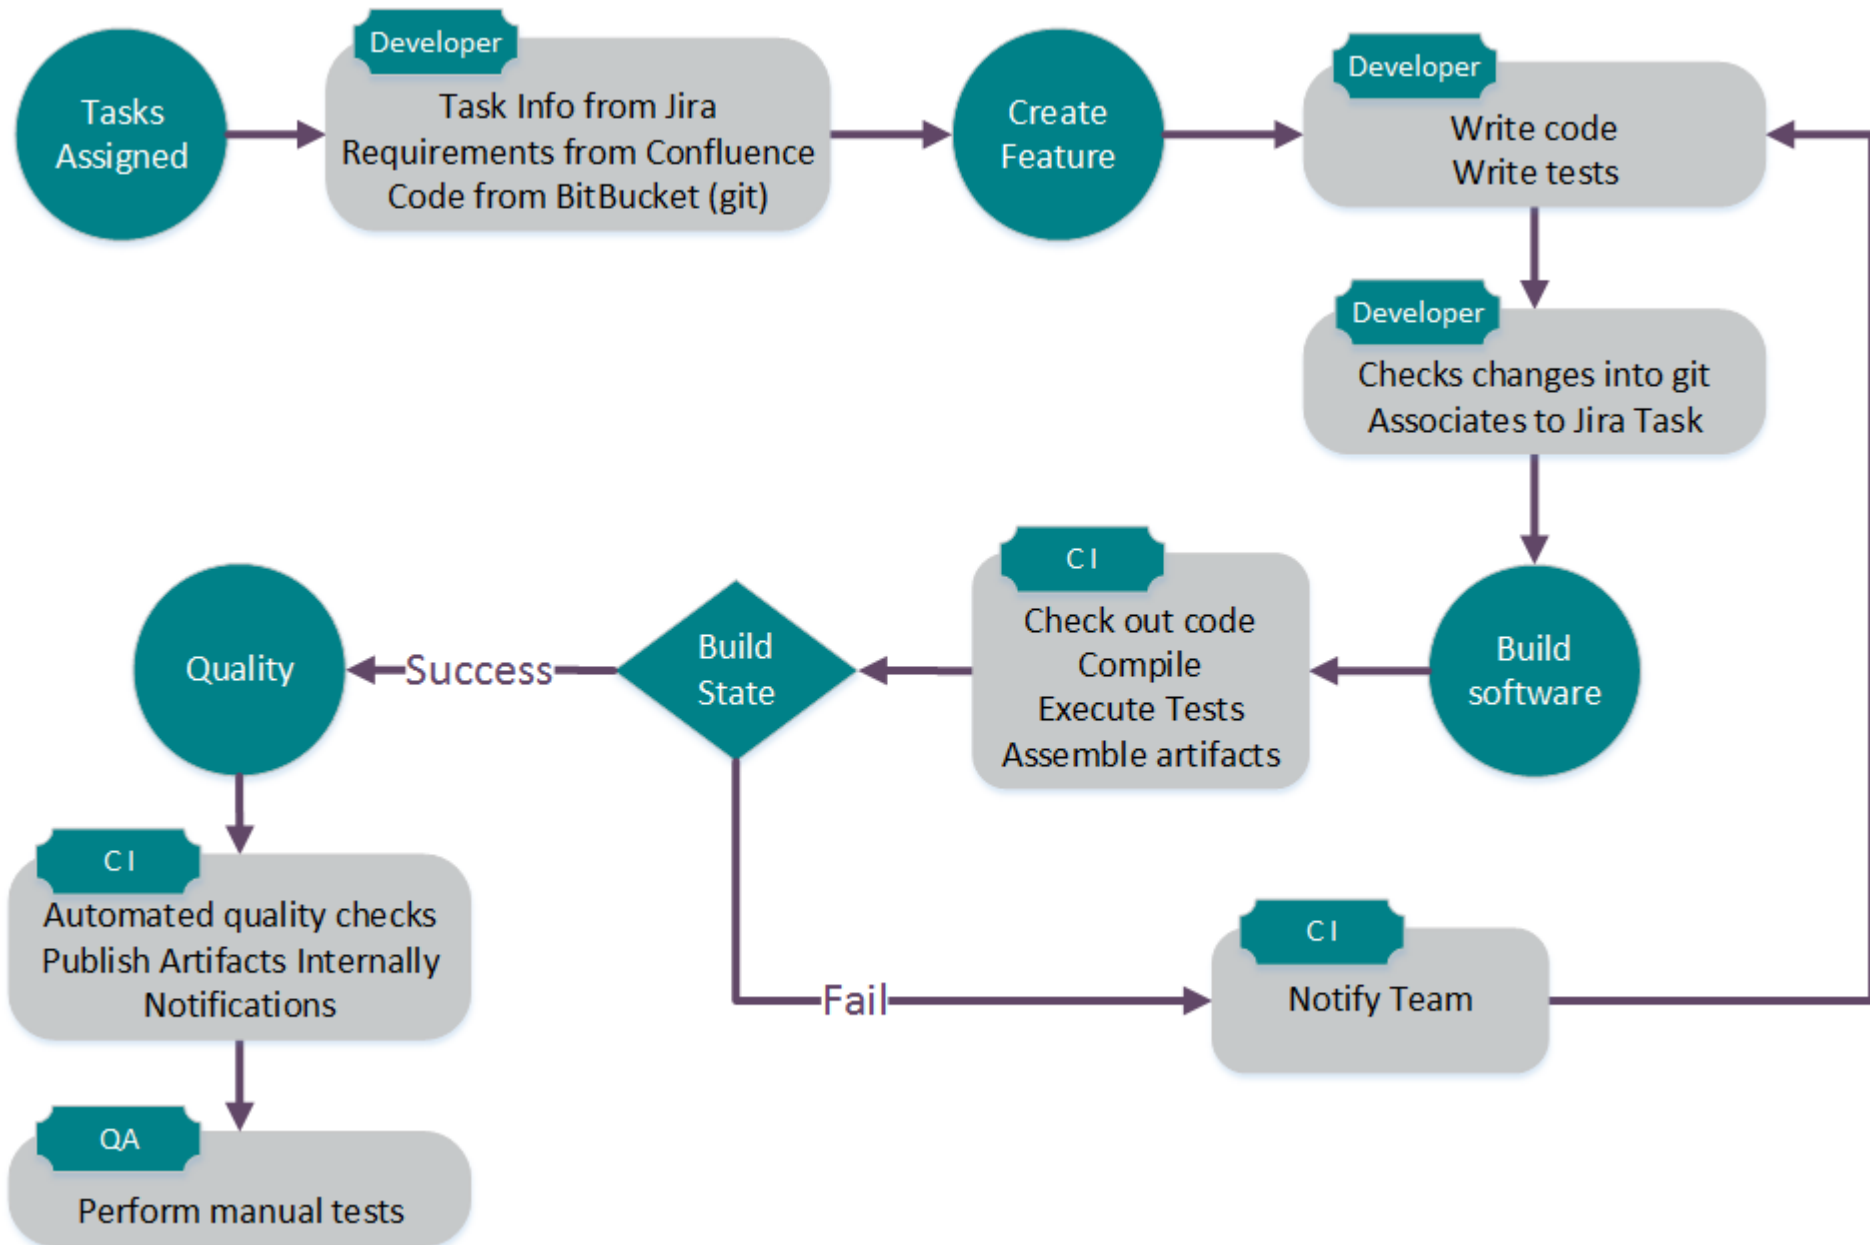 Tasks
Assigned
Developer
Task Info from Jira
Requirements from Confluence
Code from BitBucket (git)
Create
Feature
Developer
Write code
Write tests
Developer
Checks changes into git
Associates to Jira Task
Build
software
CI
Check out code
Compile
Execute Tests
Assemble artifacts
Build
State
Success
Quality
CI
Automated quality checks
Publish Artifacts Internally
Notifications
Fail
CI
Notify Team
QA
Perform manual tests